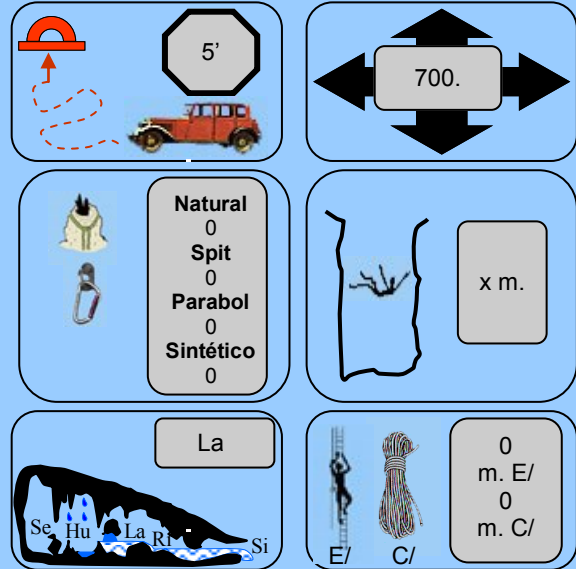 5’
700.
Natural
0
Spit
0
Parabol
0
Sintético
0
x m.
La
Se
Hu
La
Ri
Si
0
m. E/
0
m. C/
E/
C/